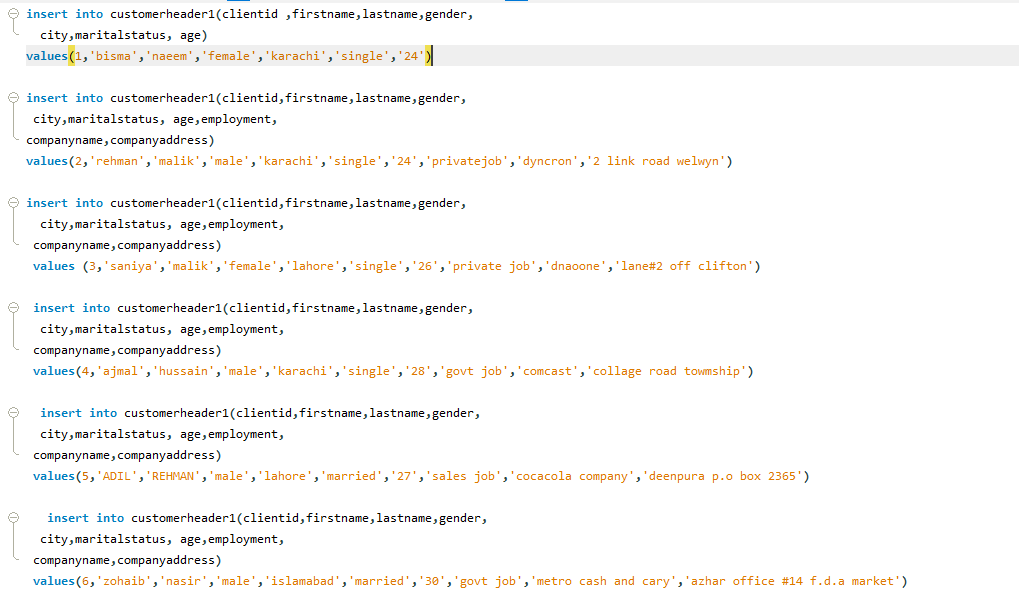 insert into customerheader1(clientid ,firstname,lastname,gender,
city,maritalstatus, age)
values(1,'bisma','naeem','female','karachi','single','24')
insert into customerheader1(clientid,firstname,lastname,gender,
city,maritalstatus, age,employment,
companyname,companyaddress)
values(2,'rehman','malik','male','karachi','single','24','privatejob','dyncron','2 link road welwyn')
insert into customerheader1(clientid,firstname,lastname,gender,
city,maritalstatus, age,employment,
companyname,companyaddress)
values (3,'saniya','malik','female','lahore','single','26','private job','dnaoone','lane#2 off clifton')
insert into customerheader1(clientid,firstname,lastname,gender,
city,maritalstatus, age,employment,
companyname,companyaddress)
values(4,'ajmal','hussain','male','karachi','single','28','govt job','comcast','collage road towmship')
insert into customerheader1(clientid,firstname,lastname,gender,
city,maritalstatus, age,employment,
companyname,companyaddress)
values(5,'ADIL','REHMAN','male','lahore','married','27','sales job','cocacola company','deenpura p.o box 2365')
insert into customerheader1(clientid,firstname,lastname,gender,
city,maritalstatus, age,employment,
companyname,companyaddress)
values(6,'zohaib','nasir','male','islamabad','married','30','govt job','metro cash and cary','azhar office #14 f.d.a market')